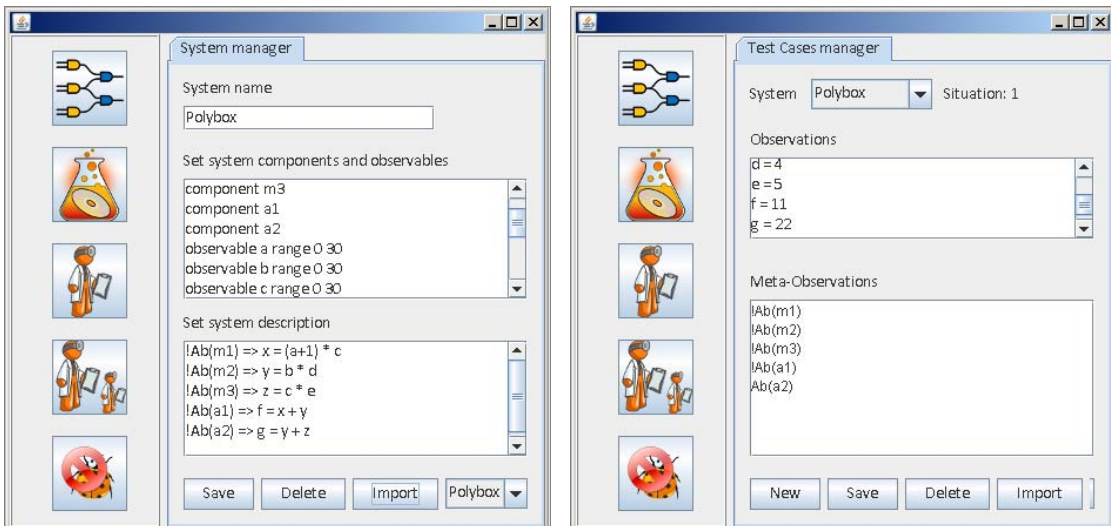 System manager
System name
Polybox
Set system components and observables
component m3
component a1
component a2
observable a range 0 30
observable b range 0 30
observable c range 0 30
Set system description
!Ab(m1) => x = (a+1) * c
!Ab(m2) => y = b * d
!Ab(m3) => z = c * e
!Ab(a1) => f = x + y
!Ab(a2) => g = y + z
Save Delete Import Polybox
Test Cases manager
System Polybox Situation: 1
Observations
d = 4
e =5
f = 11
g = 22
Meta-Observations
!Ab(m1)
!Ab(m2)
!Ab(m3)
!Ab(a1)
Ab(a2)
New Save Delete Import